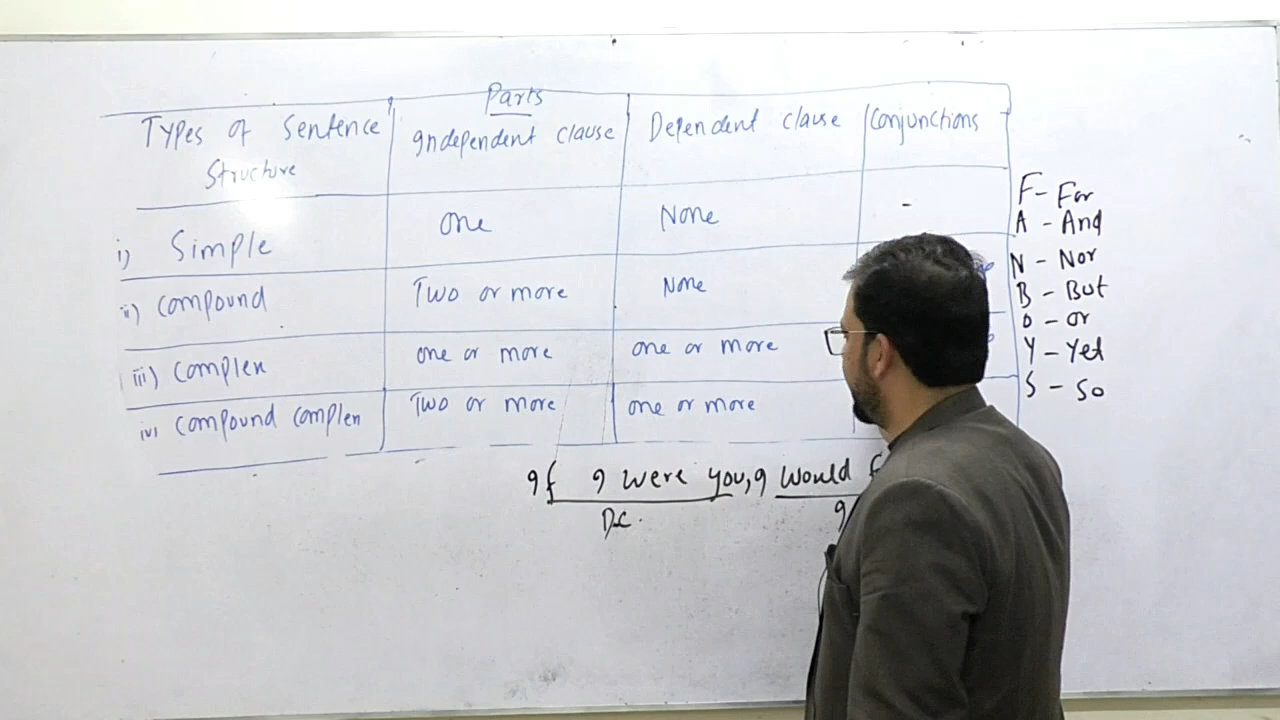 Parts
Types of Sentence Structure | Independent clause | Dependent clause | Conjunctions
i) Simple | One | None | -
ii) Compound | Two or more | None
iii) Complex | one or more | one or more
iv) Compound complex | Two or more | one or more
If I were you, I would
D.C.
F - For
A - And
N - Nor
B - But
O - or
Y - Yet
S - So